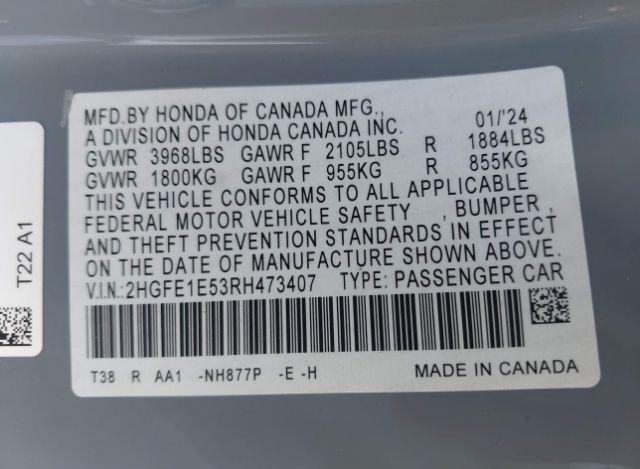 MFD.BY HONDA OF CANADA MFG.,
A DIVISION OF HONDA CANADA INC. 01/'24
GVWR 3968LBS GAWR F 2105LBS R 1884LBS
GVWR 1800KG GAWR F 955KG R 855KG
THIS VEHICLE CONFORMS TO ALL APPLICABLE
FEDERAL MOTOR VEHICLE SAFETY , BUMPER ,
AND THEFT PREVENTION STANDARDS IN EFFECT
ON THE DATE OF MANUFACTURE SHOWN ABOVE.
V.I.N.:2HGFE1E53RH473407 TYPE: PASSENGER CAR
T38 R AA1 -NH877P -E -H MADE IN CANADA
T22 A1